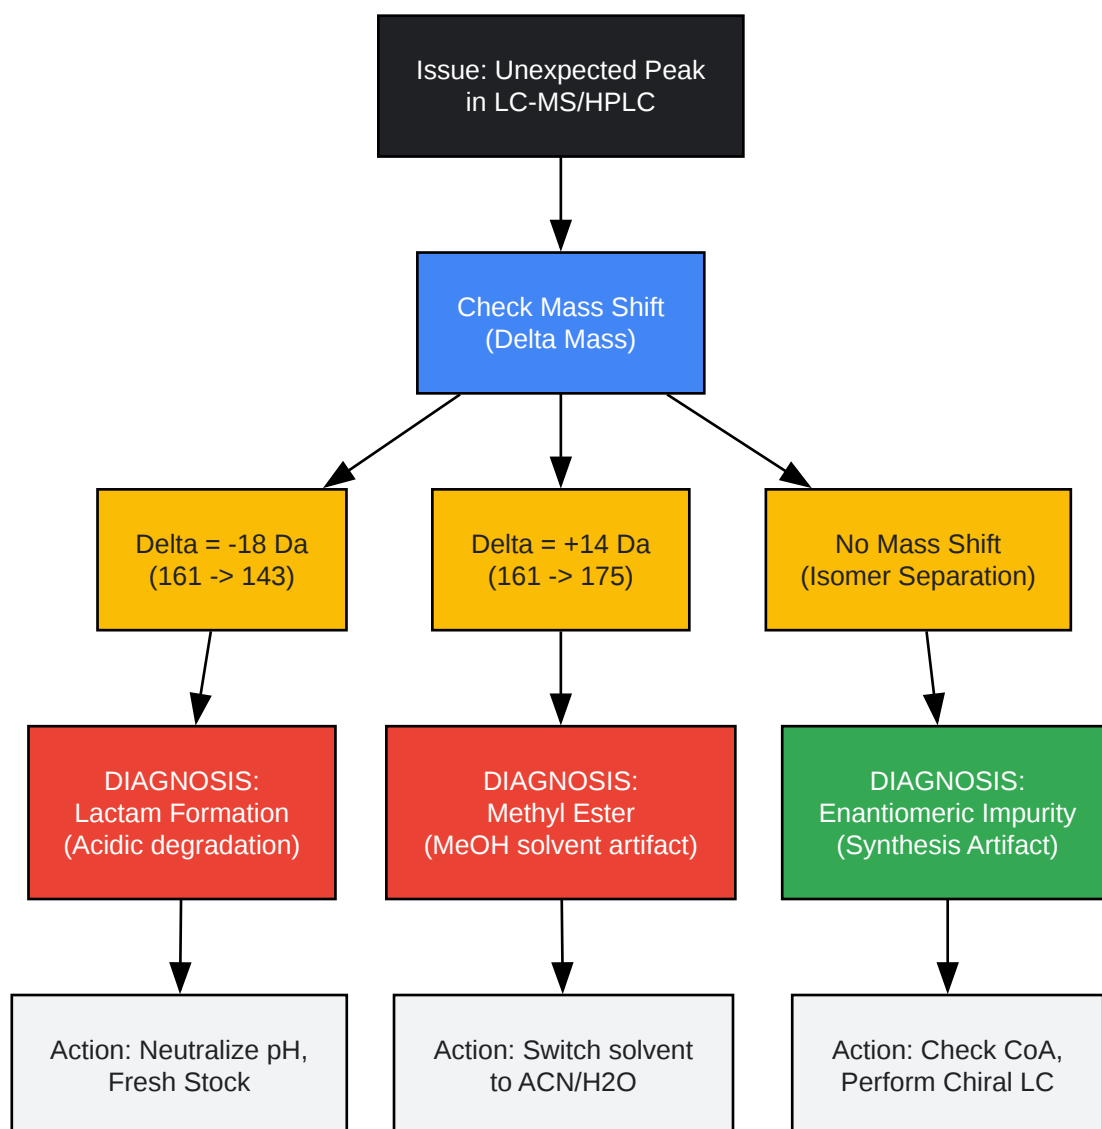 Issue: Unexpected Peak
in LC-MS/HPLC
Check Mass Shift
(Delta Mass)
Delta = -18 Da
(161 -> 143)
Delta = +14 Da
(161 -> 175)
No Mass Shift
(Isomer Separation)
DIAGNOSIS:
Lactam Formation
(Acidic degradation)
DIAGNOSIS:
Methyl Ester
(MeOH solvent artifact)
DIAGNOSIS:
Enantiomeric Impurity
(Synthesis Artifact)
Action: Neutralize pH,
Fresh Stock
Action: Switch solvent
to ACN/H2O
Action: Check CoA,
Perform Chiral LC